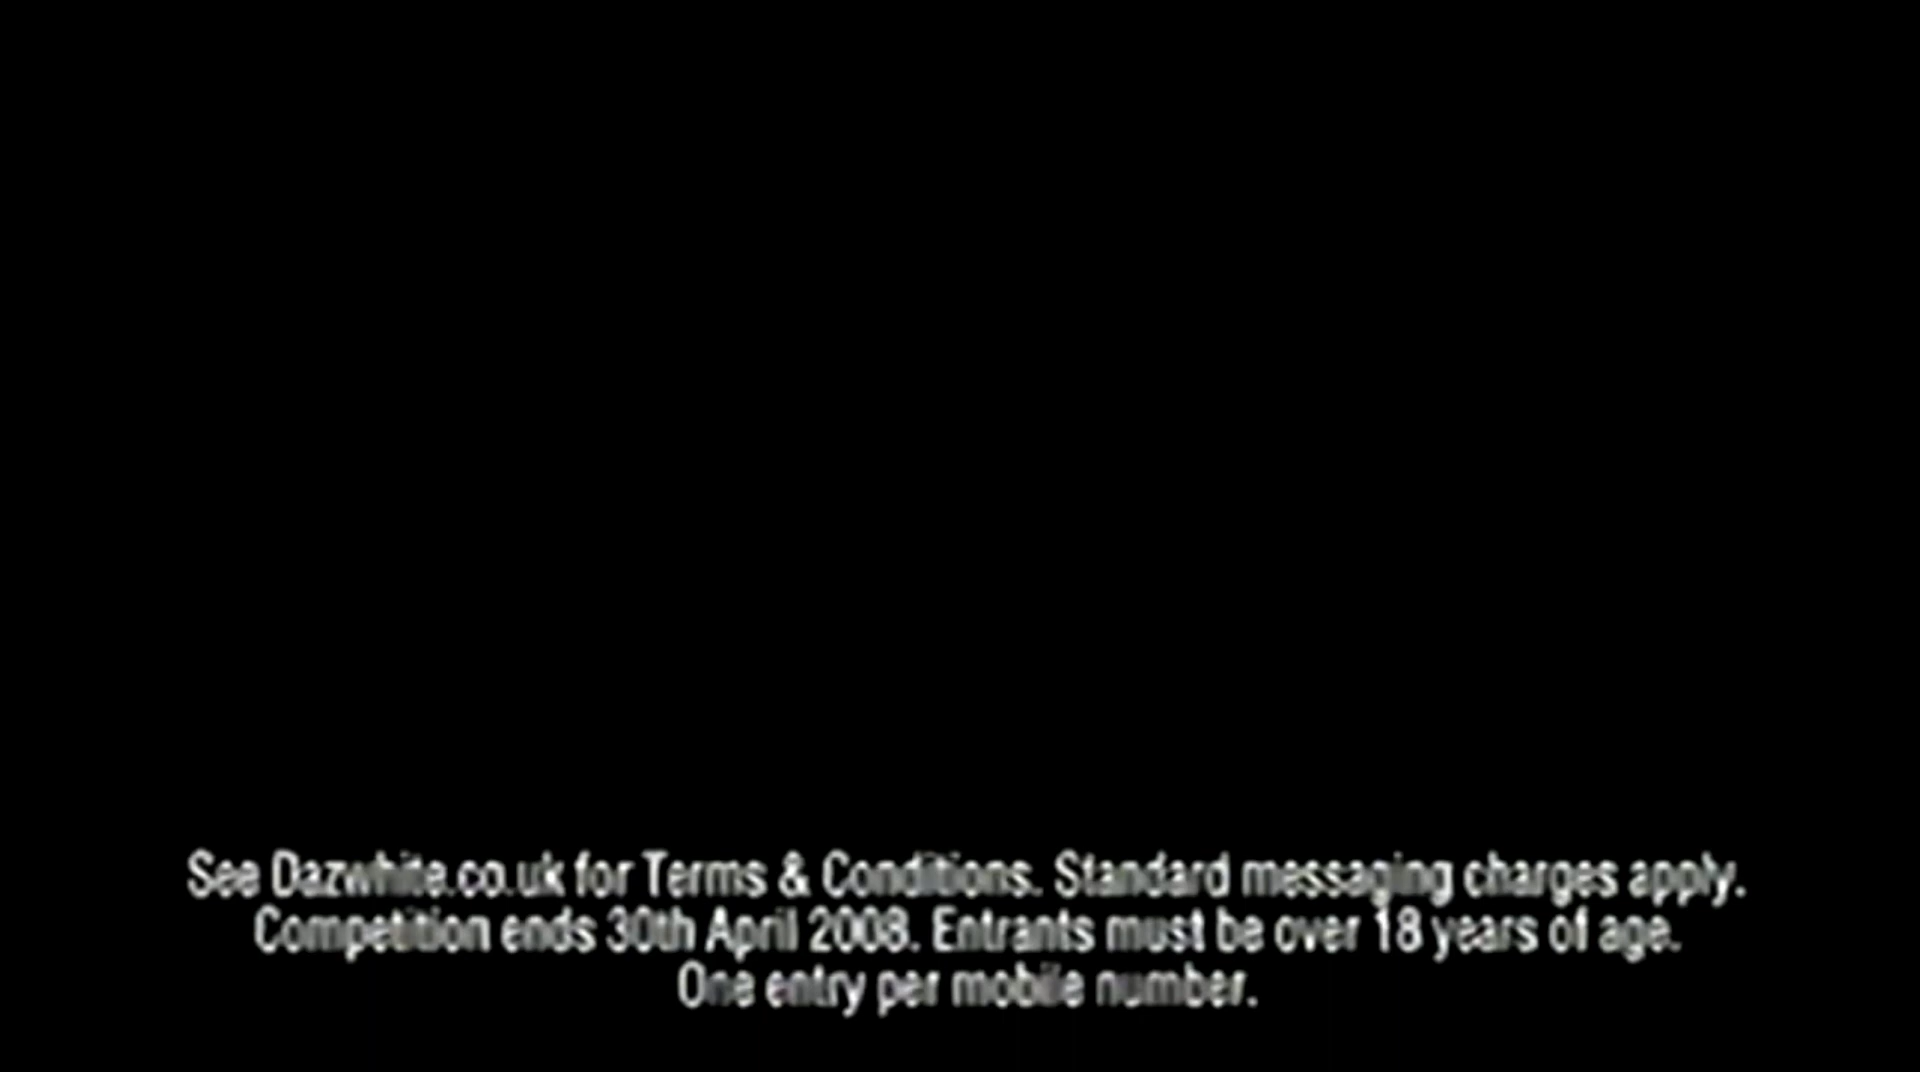 See Dazwhite.co.uk for Terms & Conditions. Standard messaging charges apply.
Competition ends 30th April 2008. Entrants must be over 18 years of age.
One entry per mobile number.